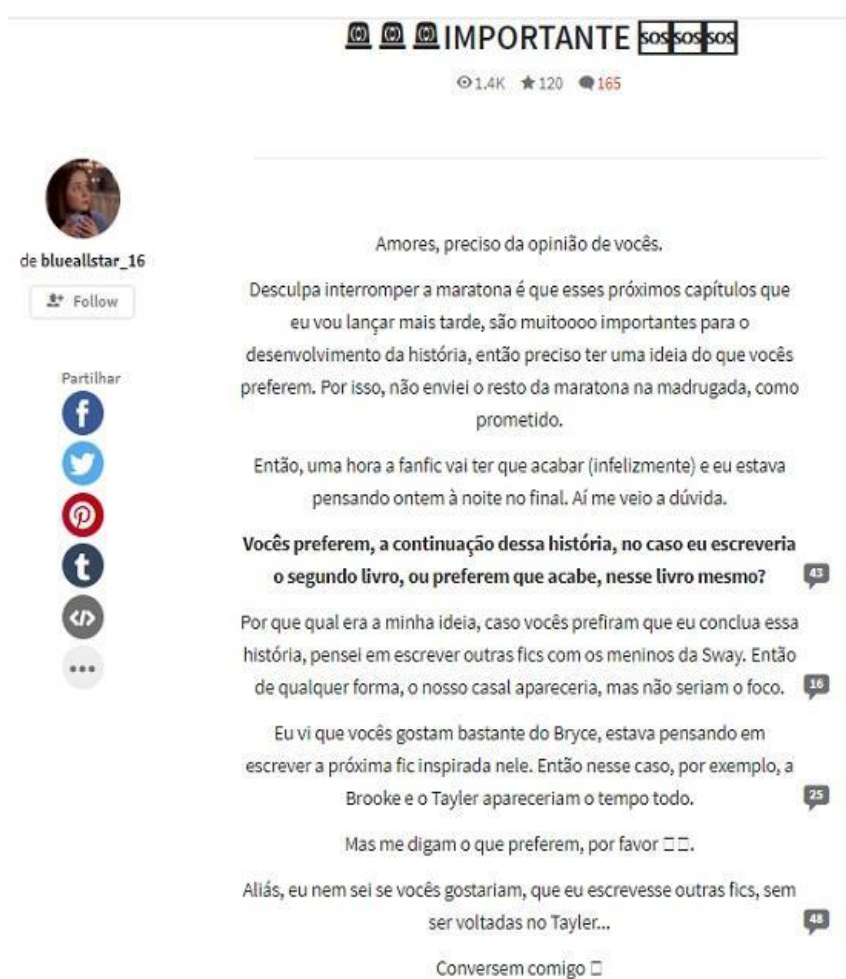 IMPORTANTE SOS SOS SOS
1.4K 120 165
de blueallstar_16
Follow
Partilhar
Amores, preciso da opinião de vocês.
Desculpa interromper a maratona é que esses próximos capítulos que
eu vou lançar mais tarde, são muitoooo importantes para o
desenvolvimento da história, então preciso ter uma ideia do que vocês
preferem. Por isso, não enviei o resto da maratona na madrugada, como
prometido.
Então, uma hora a fanfic vai ter que acabar (infelizmente) e eu estava
pensando ontem à noite no final. Aí me veio a dúvida.
Vocês preferem, a continuação dessa história, no caso eu escreveria
o segundo livro, ou preferem que acabe, nesse livro mesmo? 43
Por que qual era a minha ideia, caso vocês prefiram que eu conclua essa
história, pensei em escrever outras fics com os meninos da Sway. Então
de qualquer forma, o nosso casal apareceria, mas não seriam o foco. 16
Eu vi que vocês gostam bastante do Bryce, estava pensando em
escrever a próxima fic inspirada nele. Então nesse caso, por exemplo, a
Brooke e o Tayler apareceriam o tempo todo. 25
Mas me digam o que preferem, por favor □□.
Aliás, eu nem sei se vocês gostariam, que eu escrevesse outras fics, sem
ser voltadas no Tayler... 48
Conversem comigo □